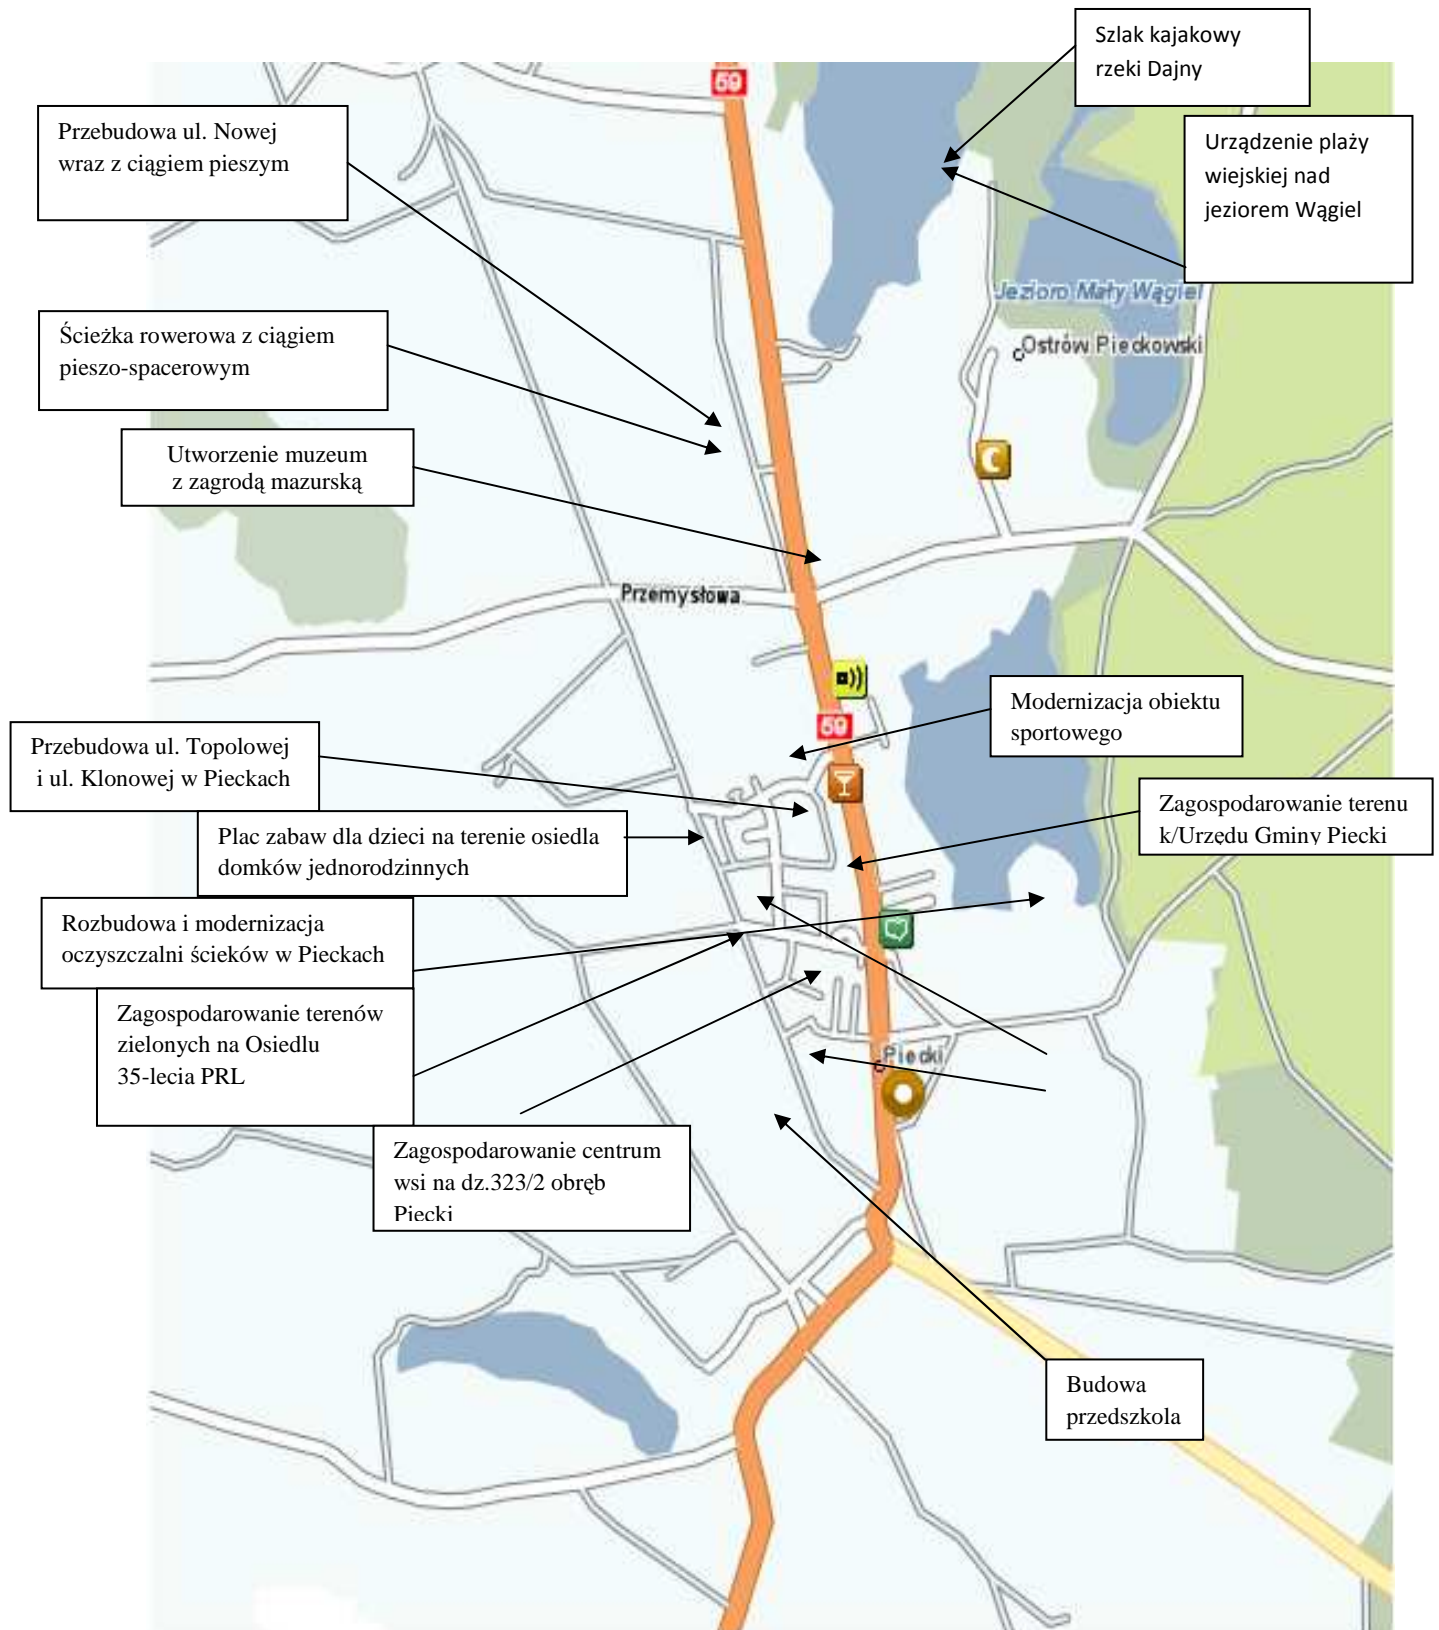 Szlak kajakowy
rzeki Dajny
59
Przebudowa ul. Nowej
wraz z ciągiem pieszym
Urządzenie plaży
wiejskiej nad
jeziorem Wągiel
Jezioro Mały Wągiel
Ścieżka rowerowa z ciągiem
pieszo-spacerowym
Ostrów Pieckowski
Utworzenie muzeum
z zagrodą mazurską
Przemysłowa
Modernizacja obiektu
sportowego
59
Przebudowa ul. Topolowej
i ul. Klonowej w Pieckach
Zagospodarowanie terenu
k/Urzędu Gminy Piecki
Plac zabaw dla dzieci na terenie osiedla
domków jednorodzinnych
Rozbudowa i modernizacja
oczyszczalni ścieków w Pieckach
Zagospodarowanie terenów
zielonych na Osiedlu
35-lecia PRL
Piecki
Zagospodarowanie centrum
wsi na dz.323/2 obręb
Piecki
Budowa
przedszkola